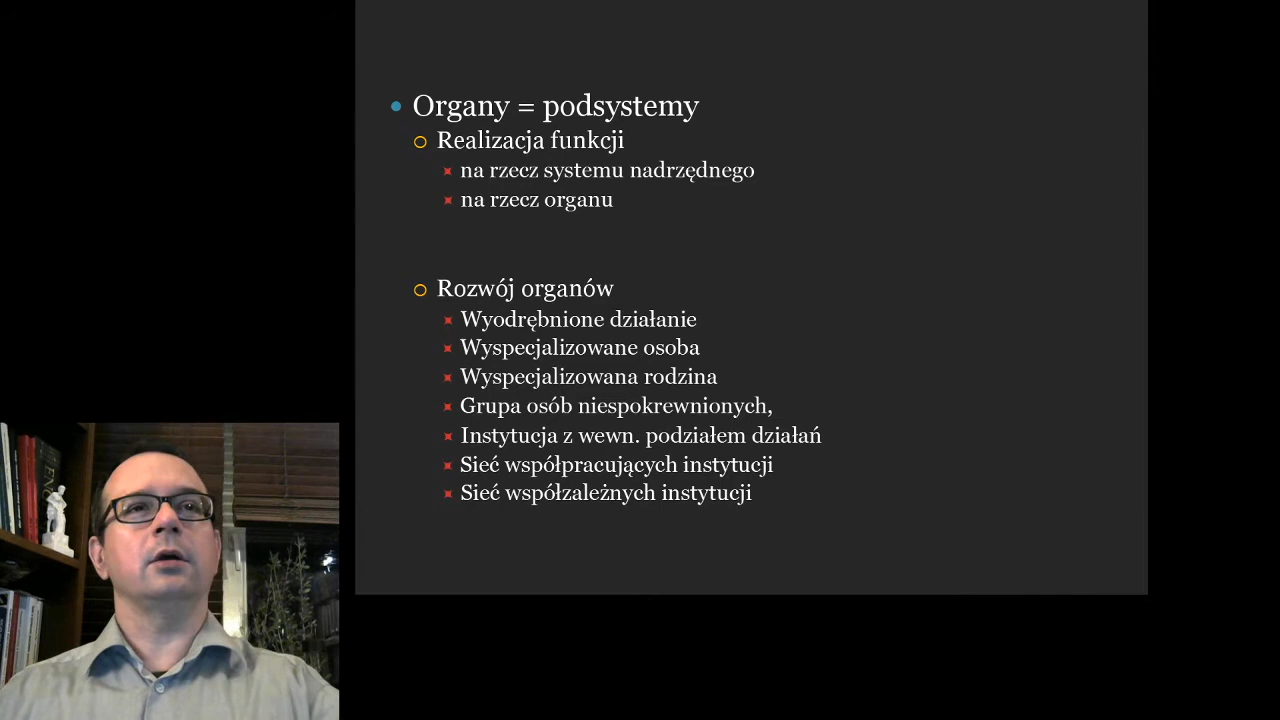 Organy = podsystemy
Realizacja funkcji
na rzecz systemu nadrzędnego
na rzecz organu
Rozwój organów
Wyodrębnione działanie
Wyspecjalizowane osoba
Wyspecjalizowana rodzina
Grupa osób niespokrewnionych,
Instytucja z wewn. podziałem działań
Sieć współpracujących instytucji
Sieć współzależnych instytucji